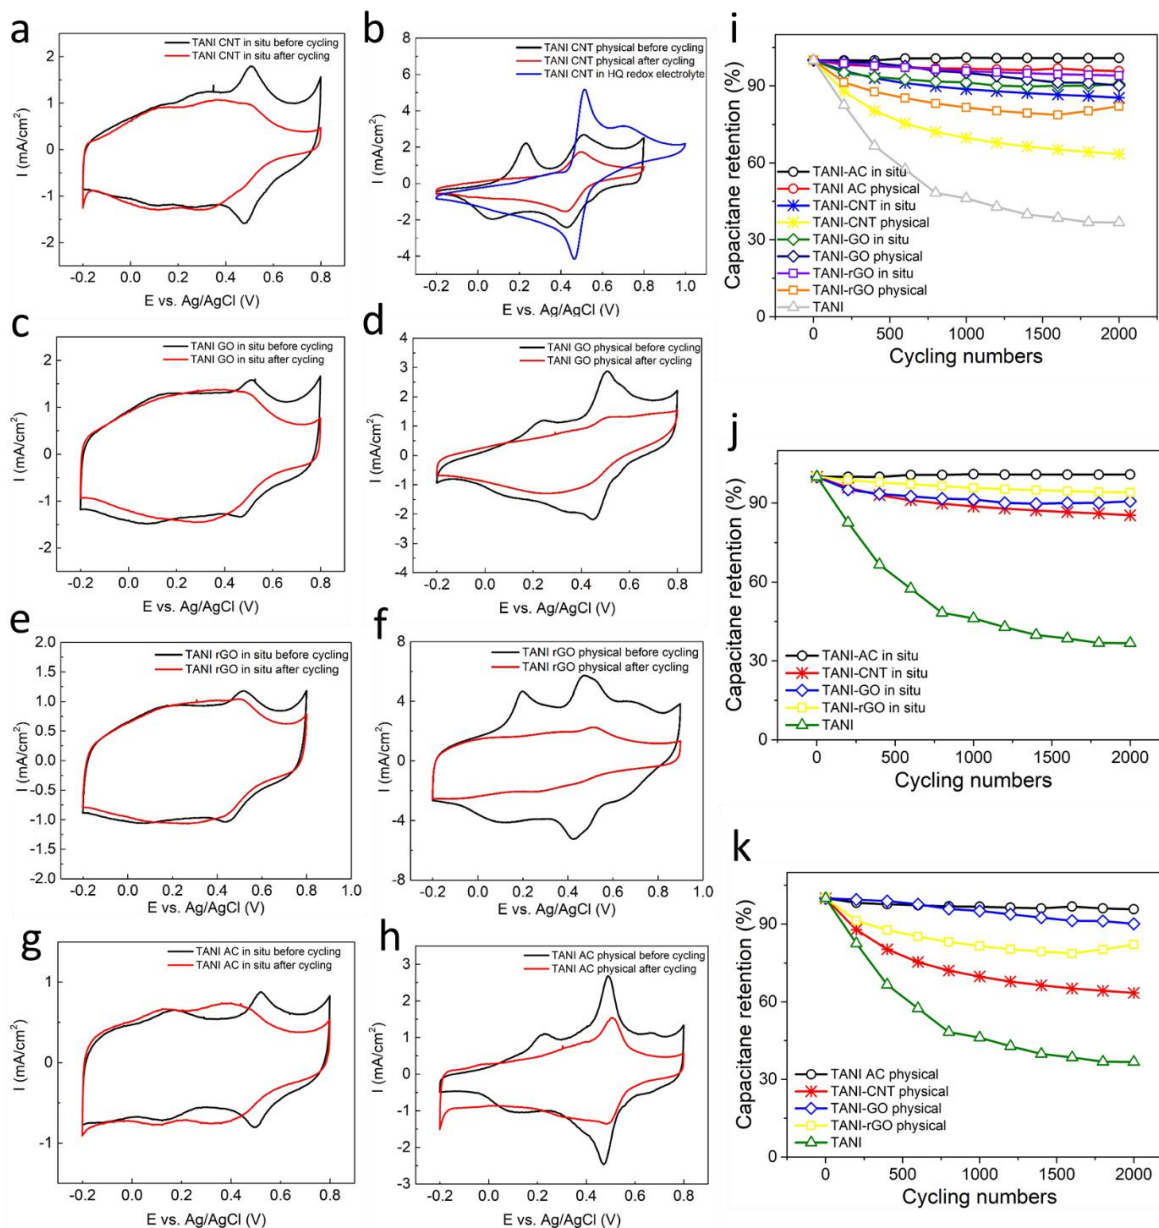 a
TANI CNT in situ before cycling
TANI CNT in situ after cycling
I (mA/cm²)
2
1
0
-1
-2
-0.2 0.0 0.2 0.4 0.6 0.8
E vs. Ag/AgCl (V)
b
TANI CNT physical before cycling
TANI CNT physical after cycling
TANI CNT in HQ redox electrolyte
I (mA/cm²)
8
6
4
2
0
-2
-4
-0.2 0.0 0.2 0.4 0.6 0.8 1.0
E vs. Ag/AgCl (V)
c
TANI GO in situ before cycling
TANI GO in situ after cycling
I (mA/cm²)
2
1
0
-1
-2
-0.2 0.0 0.2 0.4 0.6 0.8
E vs. Ag/AgCl (V)
d
TANI GO physical before cycling
TANI GO physical after cycling
I (mA/cm²)
4
3
2
1
0
-1
-2
-3
-4
-0.2 0.0 0.2 0.4 0.6 0.8
E vs. Ag/AgCl (V)
e
TANI rGO in situ before cycling
TANI rGO in situ after cycling
I (mA/cm²)
2.0
1.5
1.0
0.5
0.0
-0.5
-1.0
-1.5
-2.0
-0.2 0.0 0.2 0.4 0.6 0.8 1.0
E vs. Ag/AgCl (V)
f
TANI rGO physical before cycling
TANI rGO physical after cycling
I (mA/cm²)
8
4
0
-4
-8
-0.2 0.0 0.2 0.4 0.6 0.8 1.0
E vs. Ag/AgCl (V)
g
TANI AC in situ before cycling
TANI AC in situ after cycling
I (mA/cm²)
1
0
-1
-0.2 0.0 0.2 0.4 0.6 0.8
E vs. Ag/AgCl (V)
h
TANI AC physical before cycling
TANI AC physical after cycling
I (mA/cm²)
3
2
1
0
-1
-2
-3
-0.2 0.0 0.2 0.4 0.6 0.8
E vs. Ag/AgCl (V)
i
Capacitane retention (%)
90
60
30
0
TANI-AC in situ
TANI AC physical
TANI-CNT in situ
TANI-CNT physical
TANI-GO in situ
TANI-GO physical
TANI-rGO in situ
TANI-rGO physical
TANI
0 500 1000 1500 2000
Cycling numbers
j
Capacitane retention (%)
90
60
30
0
TANI-AC in situ
TANI-CNT in situ
TANI-GO in situ
TANI-rGO in situ
TANI
0 500 1000 1500 2000
Cycling numbers
k
Capacitane retention (%)
90
60
30
0
TANI AC physical
TANI-CNT physical
TANI-GO physical
TANI-rGO physical
TANI
0 500 1000 1500 2000
Cycling numbers